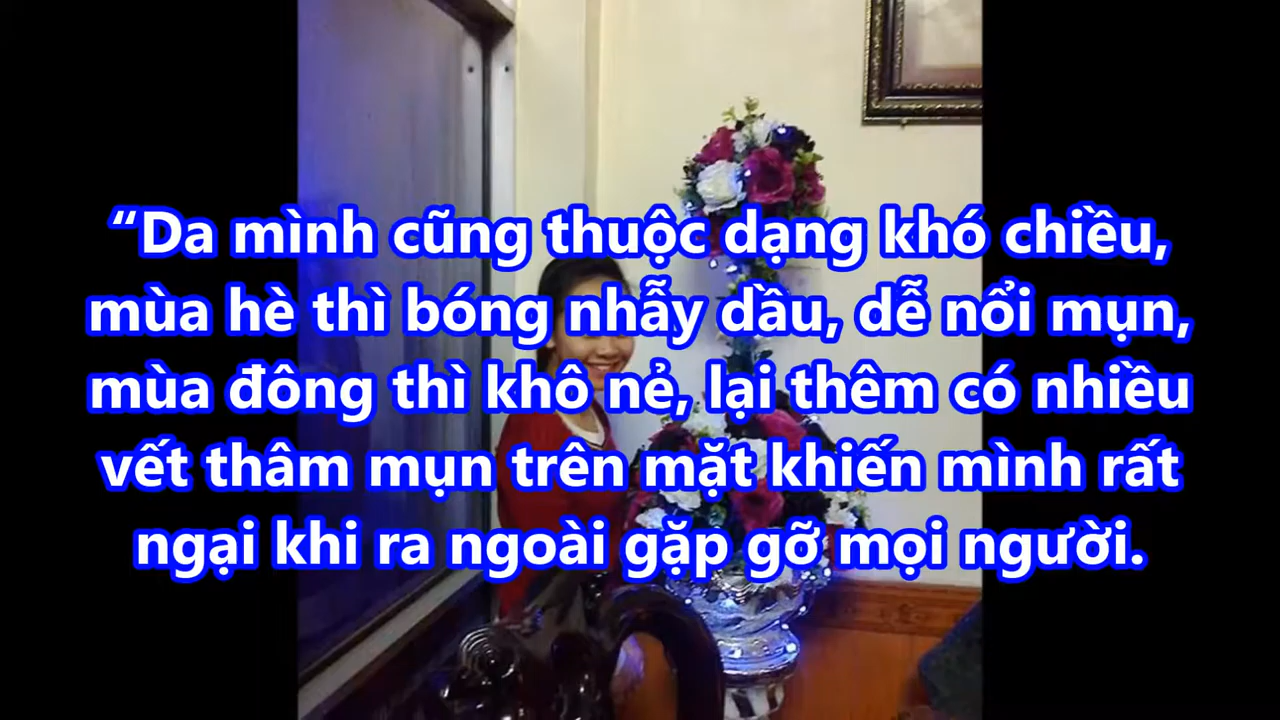 “Da mình cũng thuộc dạng khó chiều,
mùa hè thì bóng nhẫy dầu, dễ nổi mụn,
mùa đông thì khô nẻ, lại thêm có nhiều
vết thâm mụn trên mặt khiến mình rất
ngại khi ra ngoài gặp gỡ mọi người.